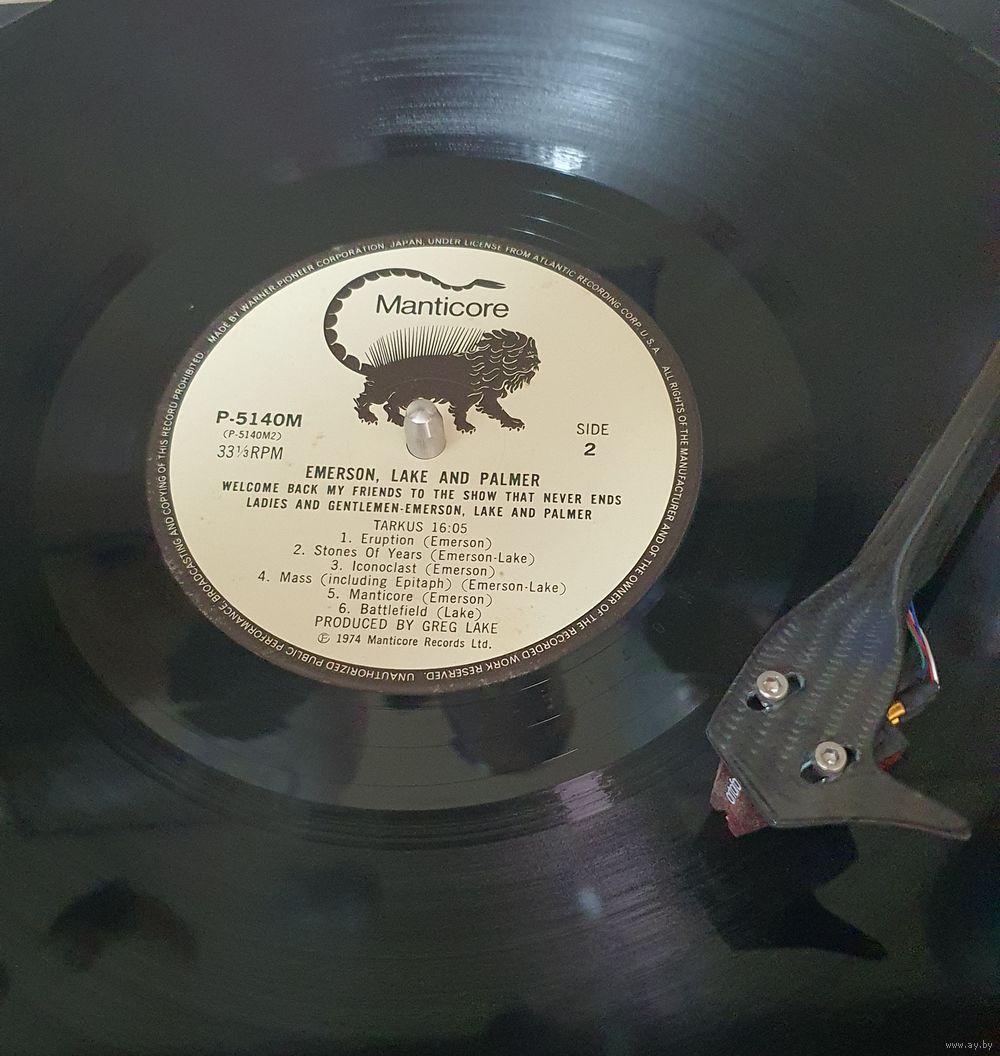 MADE BY WARNER-PIONEER CORPORATION, JAPAN, UNDER LICENSE FROM ATLANTIC RECORDING CORP. U.S.A. ALL RIGHTS OF THE MANUFACTURER AND OF THE OWNER OF THE RECORDED WORK RESERVED. UNAUTHORIZED PUBLIC PERFORMANCE BROADCASTING AND COPYING OF THIS RECORD PROHIBITED
Manticore
P-5140M
(P-5140M2)
33⅓RPM
SIDE
2
EMERSON, LAKE AND PALMER
WELCOME BACK MY FRIENDS TO THE SHOW THAT NEVER ENDS
LADIES AND GENTLEMEN-EMERSON, LAKE AND PALMER
TARKUS 16:05
1. Eruption (Emerson)
2. Stones Of Years (Emerson-Lake)
3. Iconoclast (Emerson)
4. Mass (including Epitaph) (Emerson-Lake)
5. Manticore (Emerson)
6. Battlefield (Lake)
PRODUCED BY GREG LAKE
Ⓟ 1974 Manticore Records Ltd.
www.ay.by